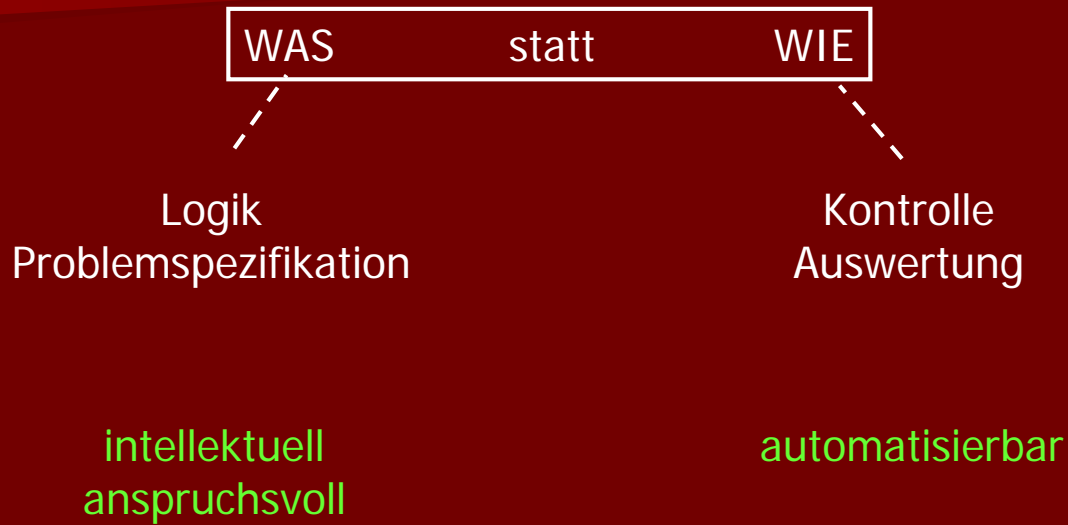 WAS statt WIE
Logik
Problemspezifikation
Kontrolle
Auswertung
intellektuell
anspruchsvoll
automatisierbar